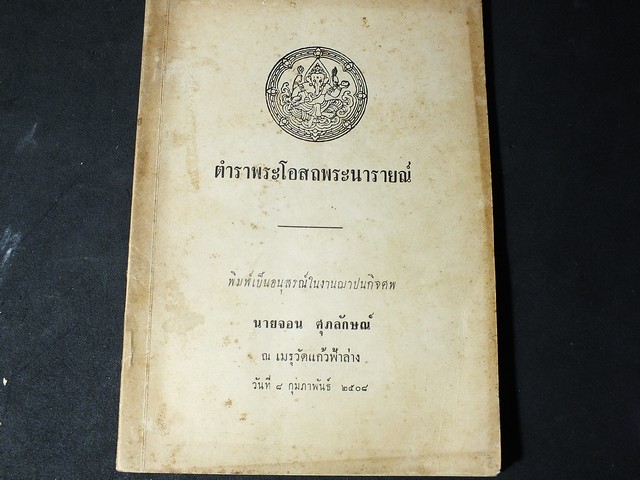 ตำราพระโอสถพระนารายณ์
พิมพ์เป็นอนุสรณ์ในงานฌาปนกิจศพ
นายจอน ศุภลักษณ์
ณ เมรุวัดแก้วฟ้าล่าง
วันที่ ๘ กุมภาพันธ์ ๒๕๐๘